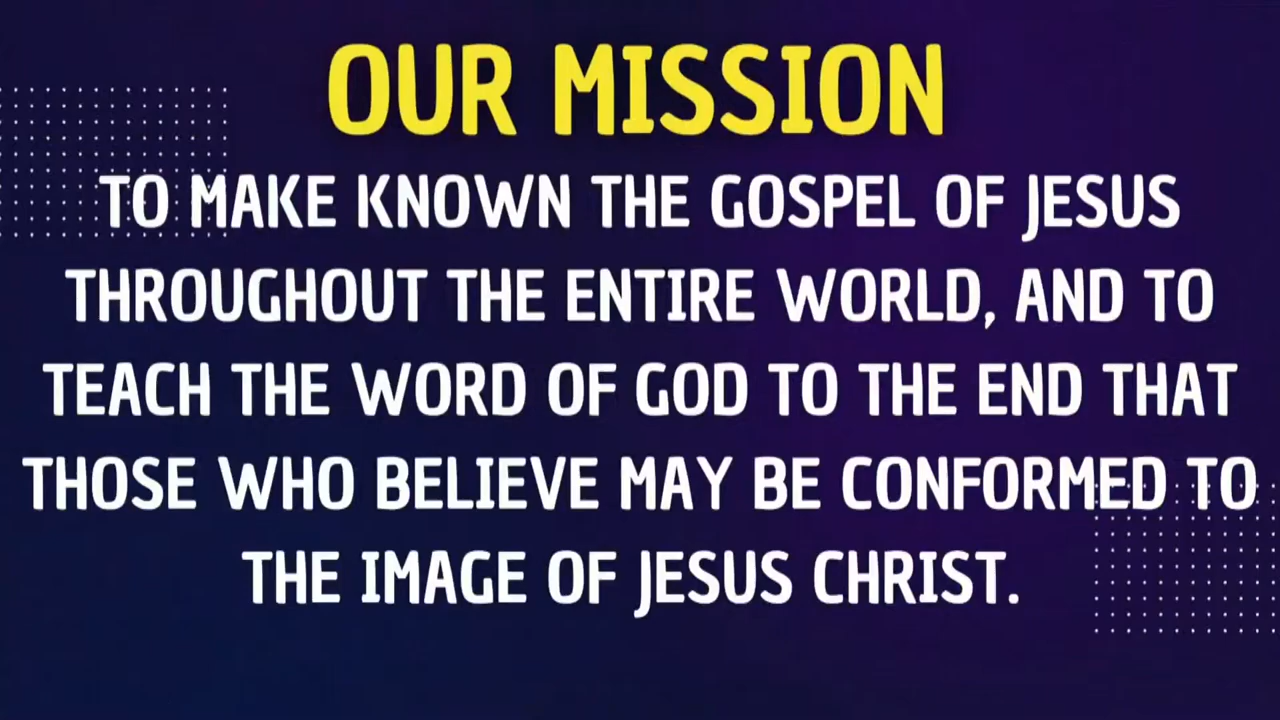 OUR MISSION
TO MAKE KNOWN THE GOSPEL OF JESUS
THROUGHOUT THE ENTIRE WORLD, AND TO
TEACH THE WORD OF GOD TO THE END THAT
THOSE WHO BELIEVE MAY BE CONFORMED TO
THE IMAGE OF JESUS CHRIST.